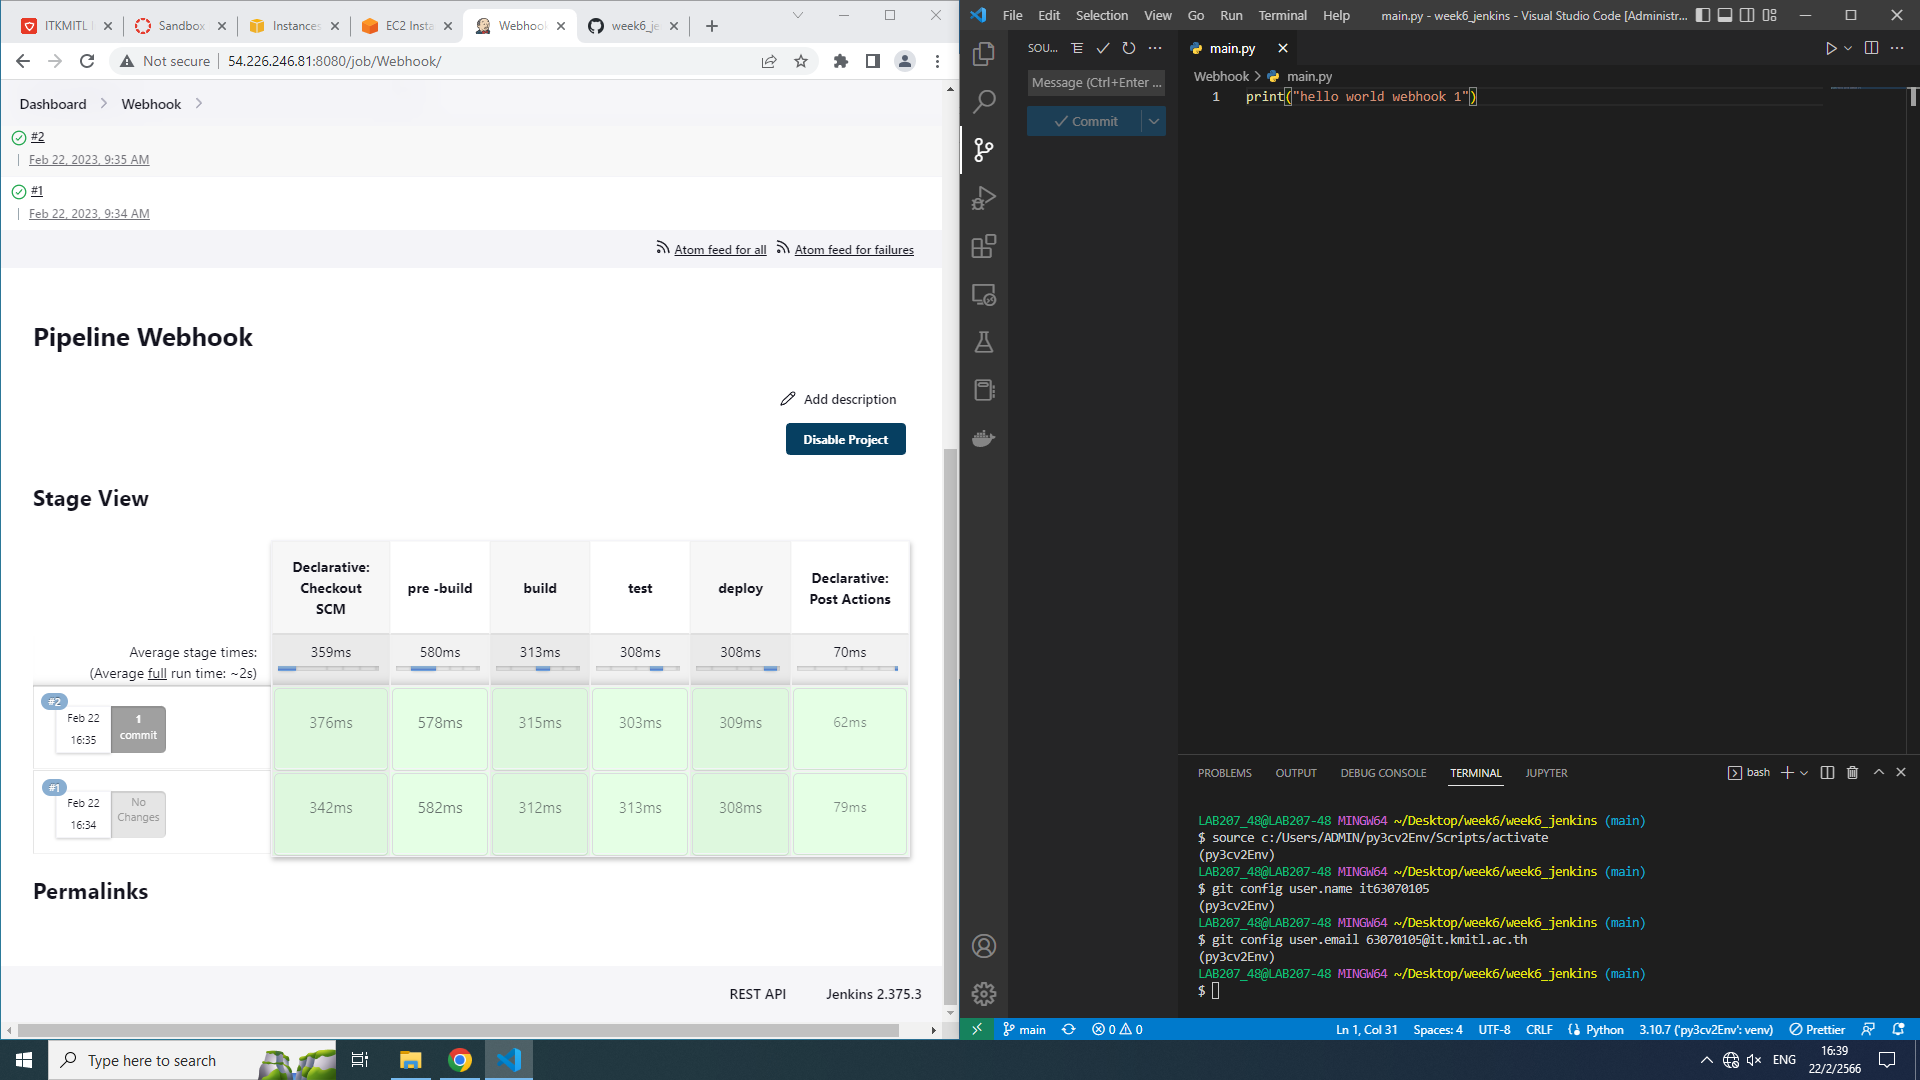 ITKMITL
Sandbox
Instances
EC2 Insta
Webhook
week6_je
Not secure
54.226.246.81:8080/job/Webhook/
Dashboard
Webhook
#2
Feb 22, 2023, 9:35 AM
#1
Feb 22, 2023, 9:34 AM
Atom feed for all
Atom feed for failures
Pipeline Webhook
Add description
Disable Project
Stage View
Declarative: Checkout SCM
pre -build
build
test
deploy
Declarative: Post Actions
Average stage times:
(Average full run time: ~2s)
359ms
580ms
313ms
308ms
308ms
70ms
#2
Feb 22
16:35
1 commit
376ms
578ms
315ms
303ms
309ms
62ms
#1
Feb 22
16:34
No Changes
342ms
582ms
312ms
313ms
308ms
79ms
Permalinks
REST API
Jenkins 2.375.3
File Edit Selection View Go Run Terminal Help
main.py - week6_jenkins - Visual Studio Code [Administr...
SOU...
main.py
Message (Ctrl+Enter ...
Commit
Webhook > main.py
1 print("hello world webhook 1")
PROBLEMS OUTPUT DEBUG CONSOLE TERMINAL JUPYTER
bash
LAB207_48@LAB207-48 MINGW64 ~/Desktop/week6/week6_jenkins (main)
$ source c:/Users/ADMIN/py3cv2Env/Scripts/activate
(py3cv2Env)
LAB207_48@LAB207-48 MINGW64 ~/Desktop/week6/week6_jenkins (main)
$ git config user.name it63070105
(py3cv2Env)
LAB207_48@LAB207-48 MINGW64 ~/Desktop/week6/week6_jenkins (main)
$ git config user.email 63070105@it.kmitl.ac.th
(py3cv2Env)
LAB207_48@LAB207-48 MINGW64 ~/Desktop/week6/week6_jenkins (main)
$
main
0
0
Ln 1, Col 31
Spaces: 4
UTF-8
CRLF
Python
3.10.7 ('py3cv2Env': venv)
Prettier
Type here to search
ENG
16:39
22/2/2566